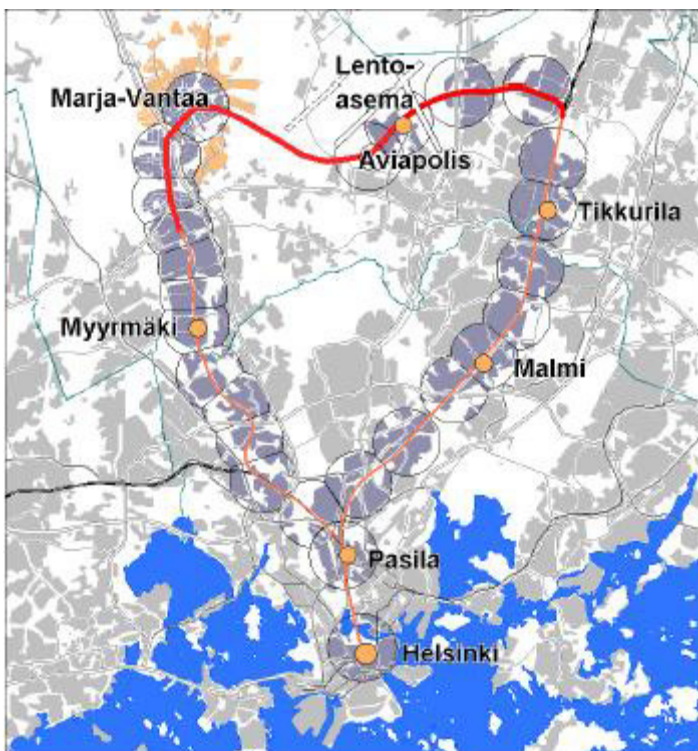 Lento-
asema
Marja-Vantaa
Aviapolis
Tikkurila
Myyrmäki
Malmi
Pasila
Helsinki